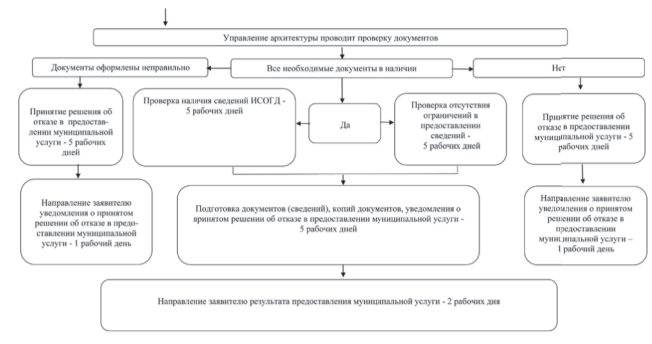 Управление архитектуры проводит проверку документов
Документы оформлены неправильно
Все необходимые документы в наличии
Нет
Принятие решения об
отказе в предостав-
лении муниципальной
услуги - 5 рабочих
дней
Проверка наличия сведений ИСОГД -
5 рабочих дней
Да
Проверка отсутствия
ограничений в
предоставлении
сведений -
5 рабочих дней
Принятие решения об
отказе в предоставлении
муниципальной услуги - 5
рабочих дней
Направление заявителю
уведомления о принятом
решении об отказе в предо-
ставлении муниципальной
услуги - 1 рабочий день
Подготовка документов (сведений), копий документов, уведомления о
принятом решении об отказе в предоставлении муниципальной услуги -
5 рабочих дней
Направление заявителю
уведомления о принятом
решении об отказе в
предоставлении
муниципальной услуги –
1 рабочий день
Направление заявителю результата предоставления муниципальной услуги - 2 рабочих дня